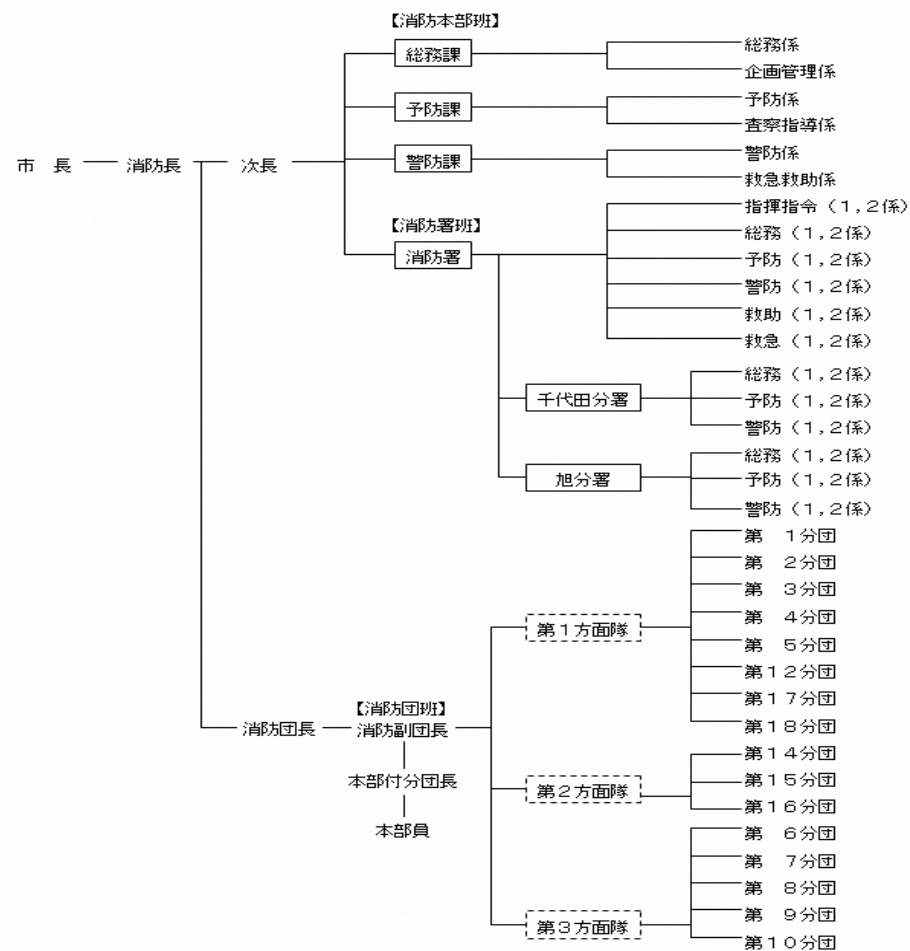 【消防本部班】
総務課
総務係
企画管理係
予防課
予防係
査察指導係
市　長
消防長
次長
警防課
警防係
救急救助係
【消防署班】
消防署
指揮指令（１,２係）
総務（１,２係）
予防（１,２係）
警防（１,２係）
救助（１,２係）
救急（１,２係）
千代田分署
総務（１,２係）
予防（１,２係）
警防（１,２係）
旭分署
総務（１,２係）
予防（１,２係）
警防（１,２係）
消防団長
【消防団班】
消防副団長
本部付分団長
本部員
第１方面隊
第　１分団
第　２分団
第　３分団
第　４分団
第　５分団
第１２分団
第１７分団
第１８分団
第２方面隊
第１４分団
第１５分団
第１６分団
第３方面隊
第　６分団
第　７分団
第　８分団
第　９分団
第１０分団